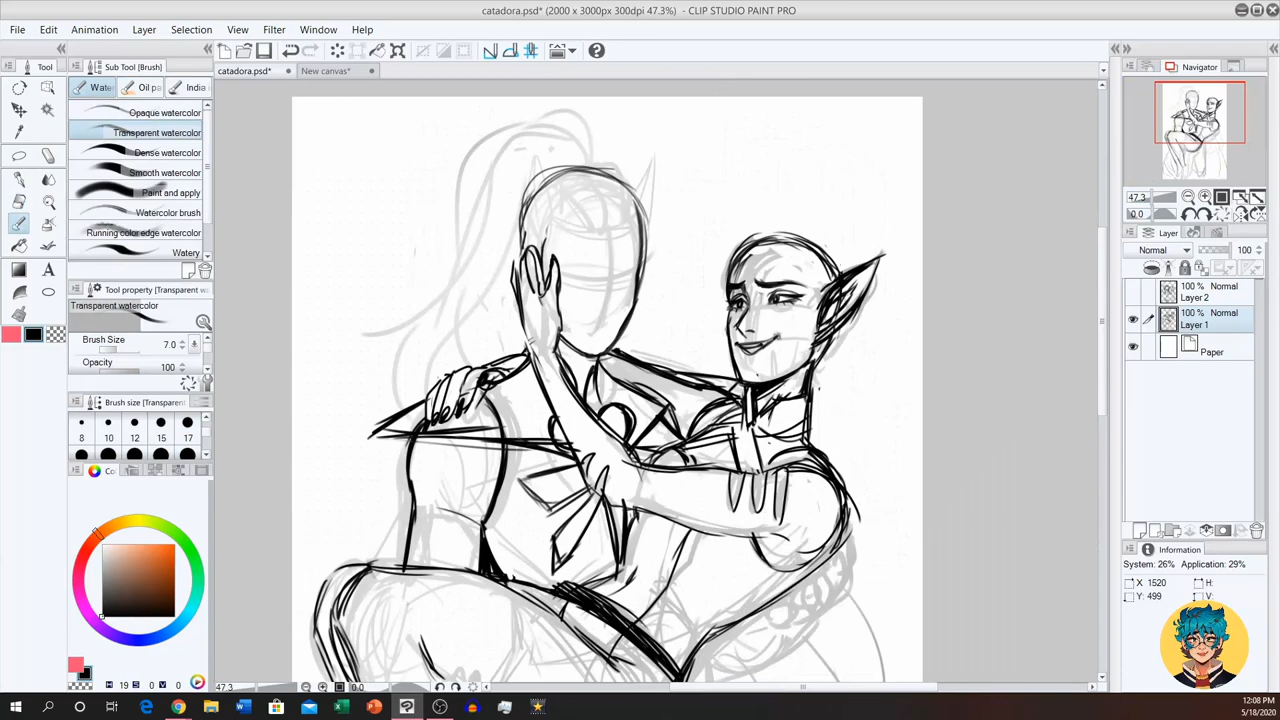 catadora.psd* (2000 x 3000px 300dpi 47.3%) - CLIP STUDIO PAINT PRO
File Edit Animation Layer Selection View Filter Window Help
Tool
Sub Tool [Brush]
catadora.psd*
New canvas*
Navigator
Wate
Oil p
India
Opaque watercolor
Transparent watercolor
Dense watercolor
Smooth watercolor
Paint and apply
Watercolor brush
Running color edge watercolor
Watery
Tool property [Transparent wa
Transparent watercolor
Brush Size 7.0
Opacity 100
Brush size [Transparent
8 10 12 15 17
Co
H 19 S 0 V 0
47.3
0.0
47.3
0.0
Layer
Normal 100
100 % Normal
Layer 2
100 % Normal
Layer 1
Paper
Information
System: 26% Application: 29%
X 1520 H:
Y 499 V:
12:08 PM
5/18/2020